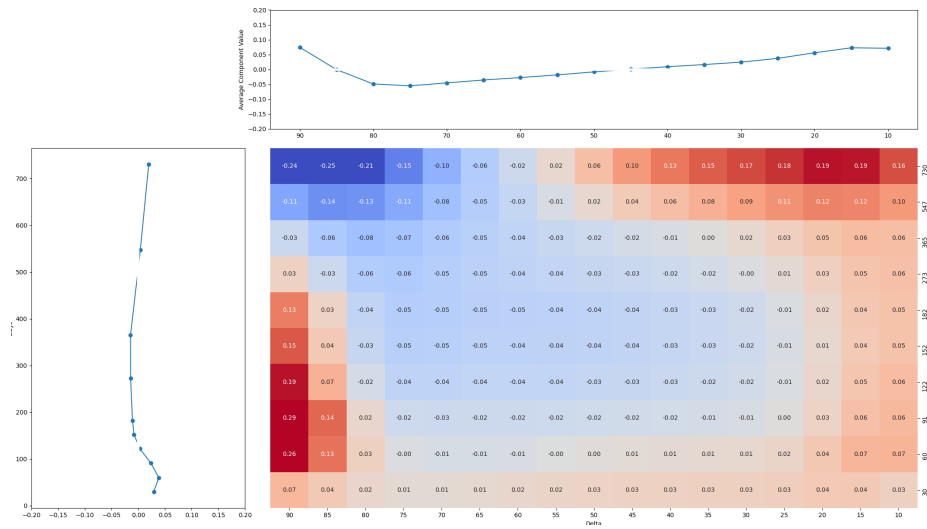 0.20
0.15
0.10
0.05
0.00
−0.05
−0.10
−0.15
−0.20
Average Component Value
90 80 70 60 50 40 30 20 10
700
600
500
400
300
200
100
0
−0.20 −0.15 −0.10 −0.05 0.00 0.05 0.10 0.15 0.20
-0.24 -0.25 -0.21 -0.15 -0.10 -0.06 -0.02 0.02 0.06 0.10 0.13 0.15 0.17 0.18 0.19 0.19 0.16 730
-0.11 -0.14 -0.13 -0.11 -0.08 -0.05 -0.03 -0.01 0.02 0.04 0.06 0.08 0.09 0.11 0.12 0.12 0.10 547
-0.03 -0.06 -0.08 -0.07 -0.06 -0.05 -0.04 -0.03 -0.02 -0.02 -0.01 0.00 0.02 0.03 0.05 0.06 0.06 365
0.03 -0.03 -0.06 -0.06 -0.05 -0.05 -0.04 -0.04 -0.03 -0.03 -0.02 -0.02 -0.00 0.01 0.03 0.05 0.06 273
0.13 0.03 -0.04 -0.05 -0.05 -0.05 -0.04 -0.04 -0.04 -0.03 -0.03 -0.02 -0.02 -0.00 0.02 0.04 0.05 182
0.15 0.04 -0.03 -0.05 -0.05 -0.04 -0.04 -0.04 -0.04 -0.03 -0.03 -0.03 -0.02 -0.01 0.01 0.04 0.05 152
0.19 0.07 -0.02 -0.04 -0.04 -0.04 -0.04 -0.04 -0.03 -0.03 -0.02 -0.02 -0.02 -0.01 0.02 0.05 0.06 122
0.29 0.14 0.02 -0.02 -0.03 -0.02 -0.02 -0.02 -0.02 -0.02 -0.02 -0.01 -0.01 0.00 0.03 0.06 0.06 91
0.26 0.13 0.03 -0.00 -0.01 -0.01 -0.01 -0.00 0.00 -0.00 0.01 0.01 0.01 0.02 0.04 0.07 0.07 60
0.07 0.04 0.02 0.01 0.01 0.01 0.02 0.02 0.02 0.03 0.03 0.03 0.03 0.03 0.04 0.04 0.03 30
90 85 80 75 70 65 60 55 50 45 40 35 30 25 20 15 10
Delta